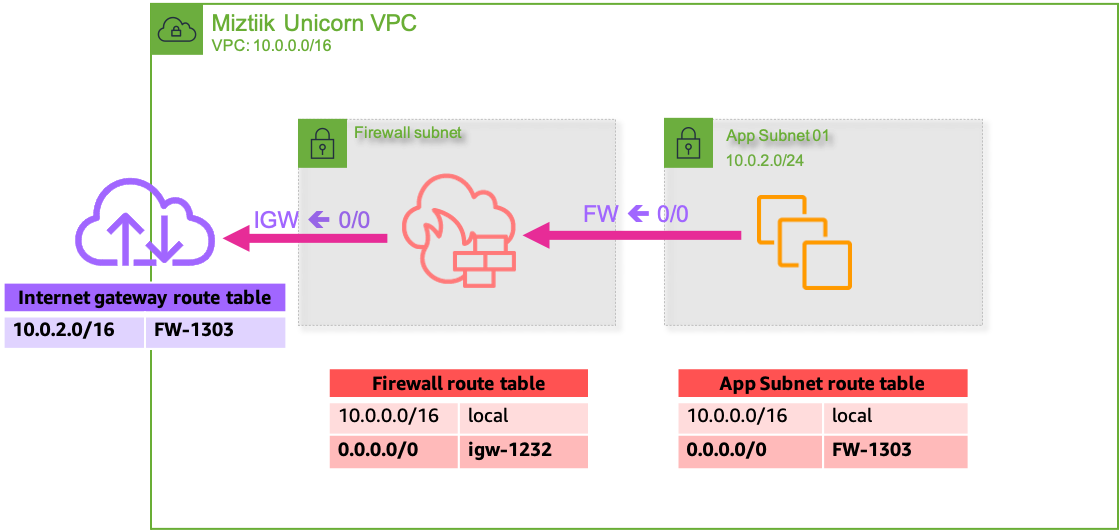 Miztiik Unicorn VPC
VPC: 10.0.0.0/16
Firewall subnet
App Subnet 01
10.0.2.0/24
IGW ← 0/0
FW ← 0/0
Internet gateway route table
10.0.2.0/16 FW-1303
Firewall route table
10.0.0.0/16 local
0.0.0.0/0 igw-1232
App Subnet route table
10.0.0.0/16 local
0.0.0.0/0 FW-1303